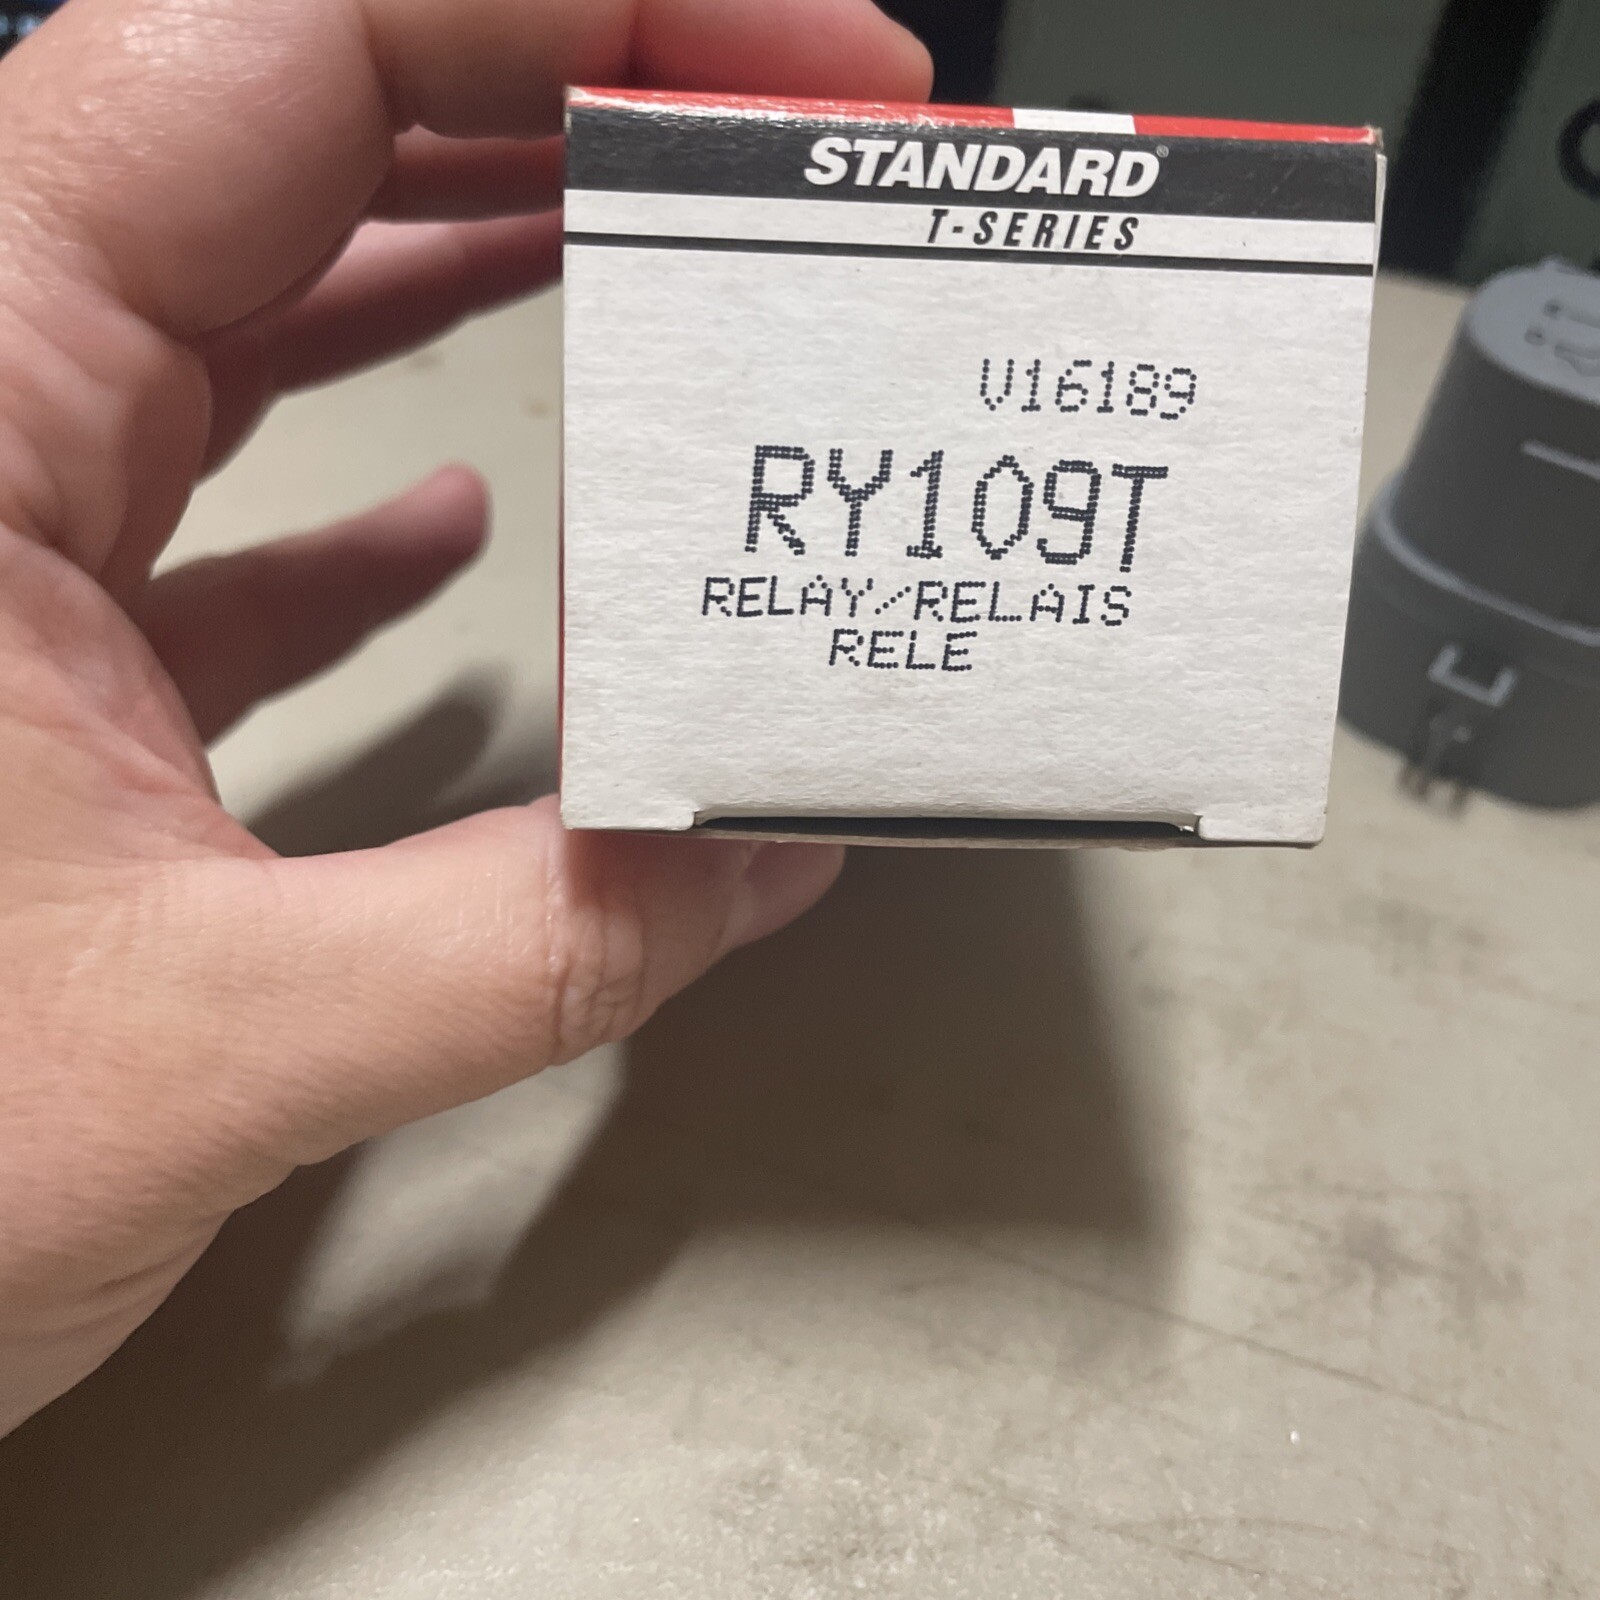 STANDARD®
T-SERIES
V16189
RY109T
RELAY/RELAIS
RELE